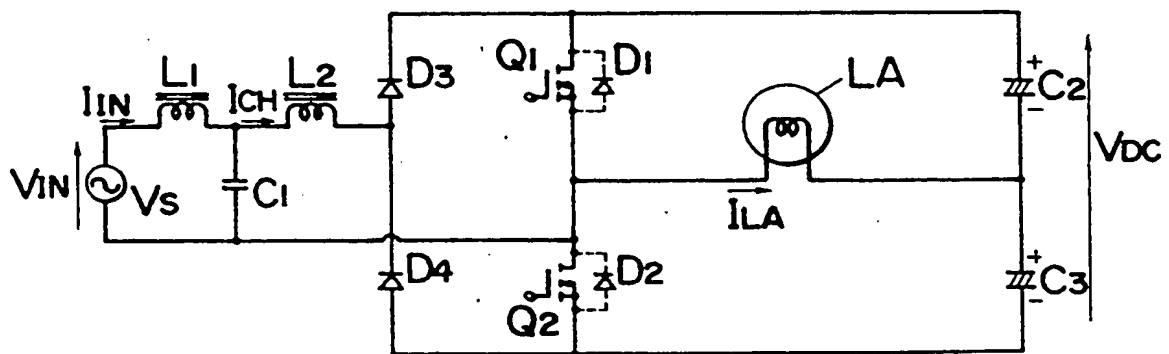 Q1
D1
LA
L1
L2
D3
C2
IIN
ICH
VDC
VIN
VS
C1
ILA
D4
D2
C3
Q2
+
-
+
-